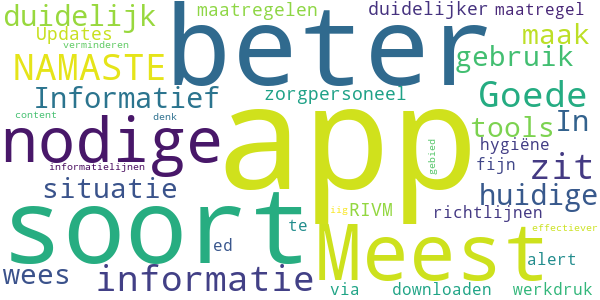 duidelijk
maatregelen
duidelijker
maatregel
Updates
beter
maak
verminderen
gebruik
NAMASTE
Informatief
zorgpersoneel
Goede
content
denk
app
tools
In
nodige
hygiëne
gebied
fijn
zit
informatielijnen
situatie
huidige
soort
iig
RIVM
richtlijnen
te
Meest
effectiever
ed
wees
informatie
alert
via
downloaden
werkdruk